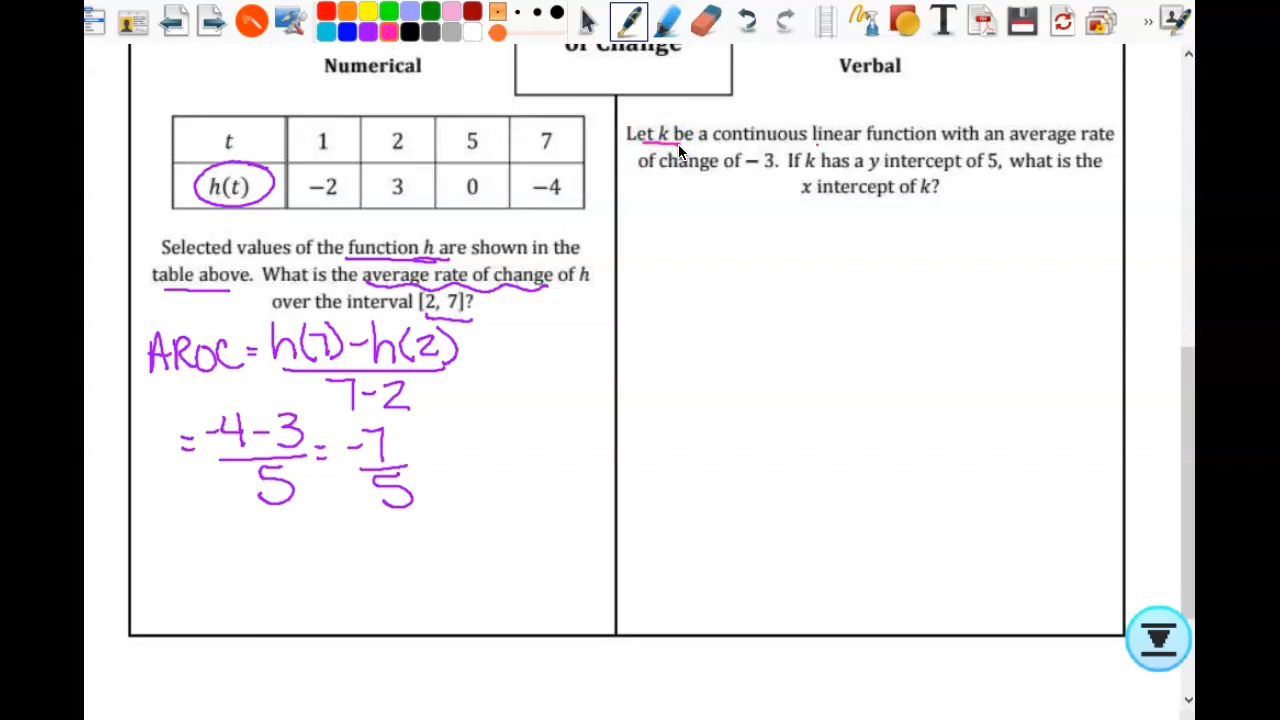 of Change
Numerical
Verbal
t 1 2 5 7
h(t) −2 3 0 −4
Selected values of the function h are shown in the
table above. What is the average rate of change of h
over the interval [2, 7]?
AROC = h(7) - h(2)
7 - 2
= -4 - 3 = -7
5 5
Let k be a continuous linear function with an average rate
of change of − 3. If k has a y intercept of 5, what is the
x intercept of k?